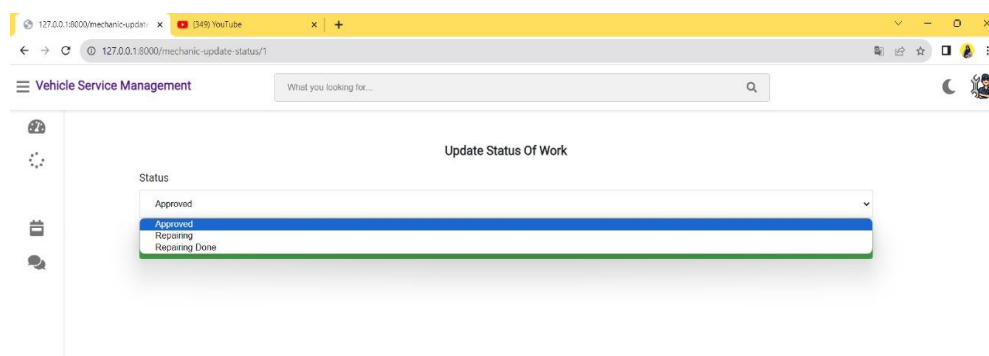 127.0.0.1:8000/mechanic-updat
(349) YouTube
127.0.0.1:8000/mechanic-update-status/1
Vehicle Service Management
What you looking for...
Update Status Of Work
Status
Approved
Approved
Repairing
Repairing Done